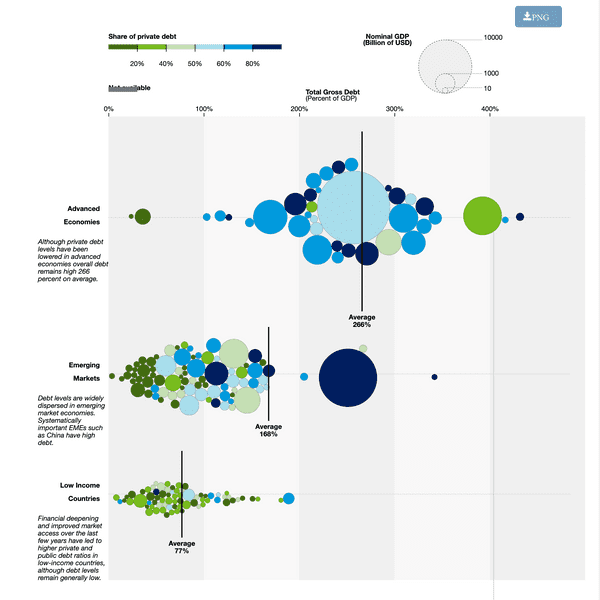 PNG
Share of private debt
20% 40% 50% 60% 80%
Not available
Nominal GDP
(Billion of USD)
10000
1000
10
Total Gross Debt
(Percent of GDP)
0% 100% 200% 300% 400%
Advanced
Economies
Although private debt
levels have been
lowered in advanced
economies overall debt
remains high 266
percent on average.
Average
266%
Emerging
Markets
Debt levels are widely
dispersed in emerging
market economies.
Systematically
important EMEs such
as China have high
debt.
Average
168%
Low Income
Countries
Financial deepening
and improved market
access over the last
few years have led to
higher private and
public debt ratios in
low-income countries,
although debt levels
remain generally low.
Average
77%